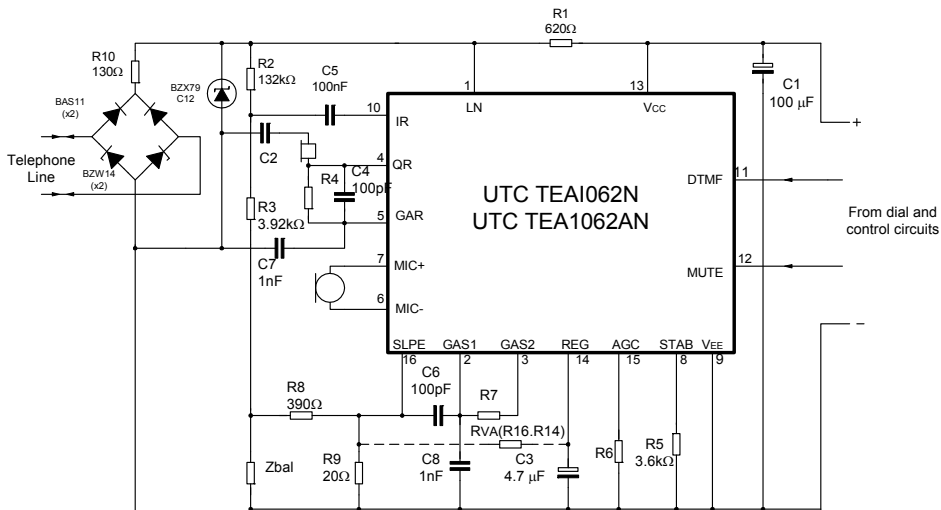 R1
620Ω
R10
130Ω
BZX79
C12
R2
132kΩ
C5
100nF
1
13
C1
100 µF
BAS11
(x2)
10
LN
VCC
IR
+
C2
Telephone
Line
BZW14
(x2)
4
QR
R4
C4
100pF
UTC TEAI062N
UTC TEA1062AN
DTMF
11
R3
3.92kΩ
5
GAR
From dial and
control circuits
C7
1nF
7
MIC+
MUTE
12
6
MIC-
SLPE
GAS1
GAS2
REG
AGC
STAB
VEE
–
16
2
3
14
15
8
9
C6
100pF
R8
390Ω
R7
RVA(R16.R14)
Zbal
R9
20Ω
C8
1nF
C3
4.7 µF
R6
R5
3.6kΩ